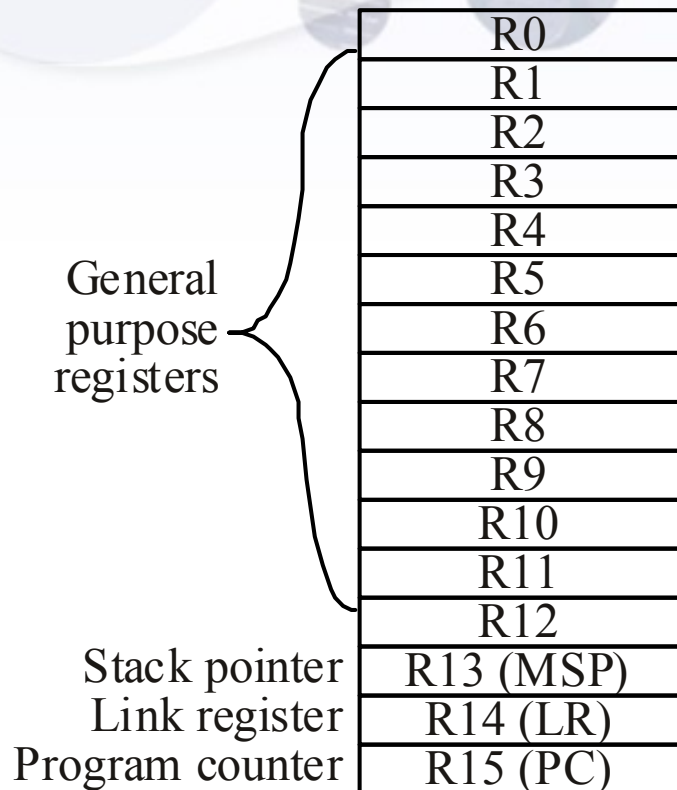 R0
R1
R2
R3
R4
General
R5
purpose
R6
registers
R7
R8
R9
R10
R11
R12
Stack pointer R13 (MSP)
Link register R14 (LR)
Program counter R15 (PC)